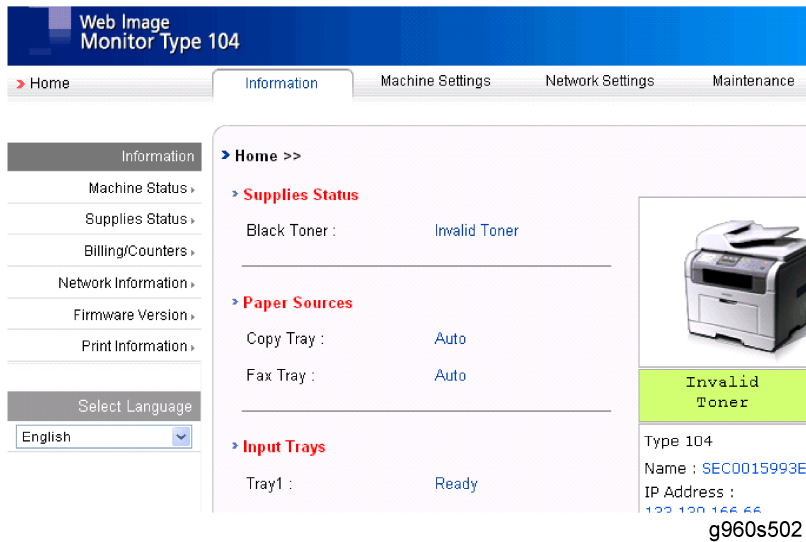 Web Image
Monitor Type 104
Home
Information
Machine Settings
Network Settings
Maintenance
Information
Machine Status
Supplies Status
Billing/Counters
Network Information
Firmware Version
Print Information
Select Language
English
Home >>
Supplies Status
Black Toner : Invalid Toner
Paper Sources
Copy Tray : Auto
Fax Tray : Auto
Input Trays
Tray1 : Ready
Invalid
Toner
Type 104
Name : SEC0015993E
IP Address :
g960s502